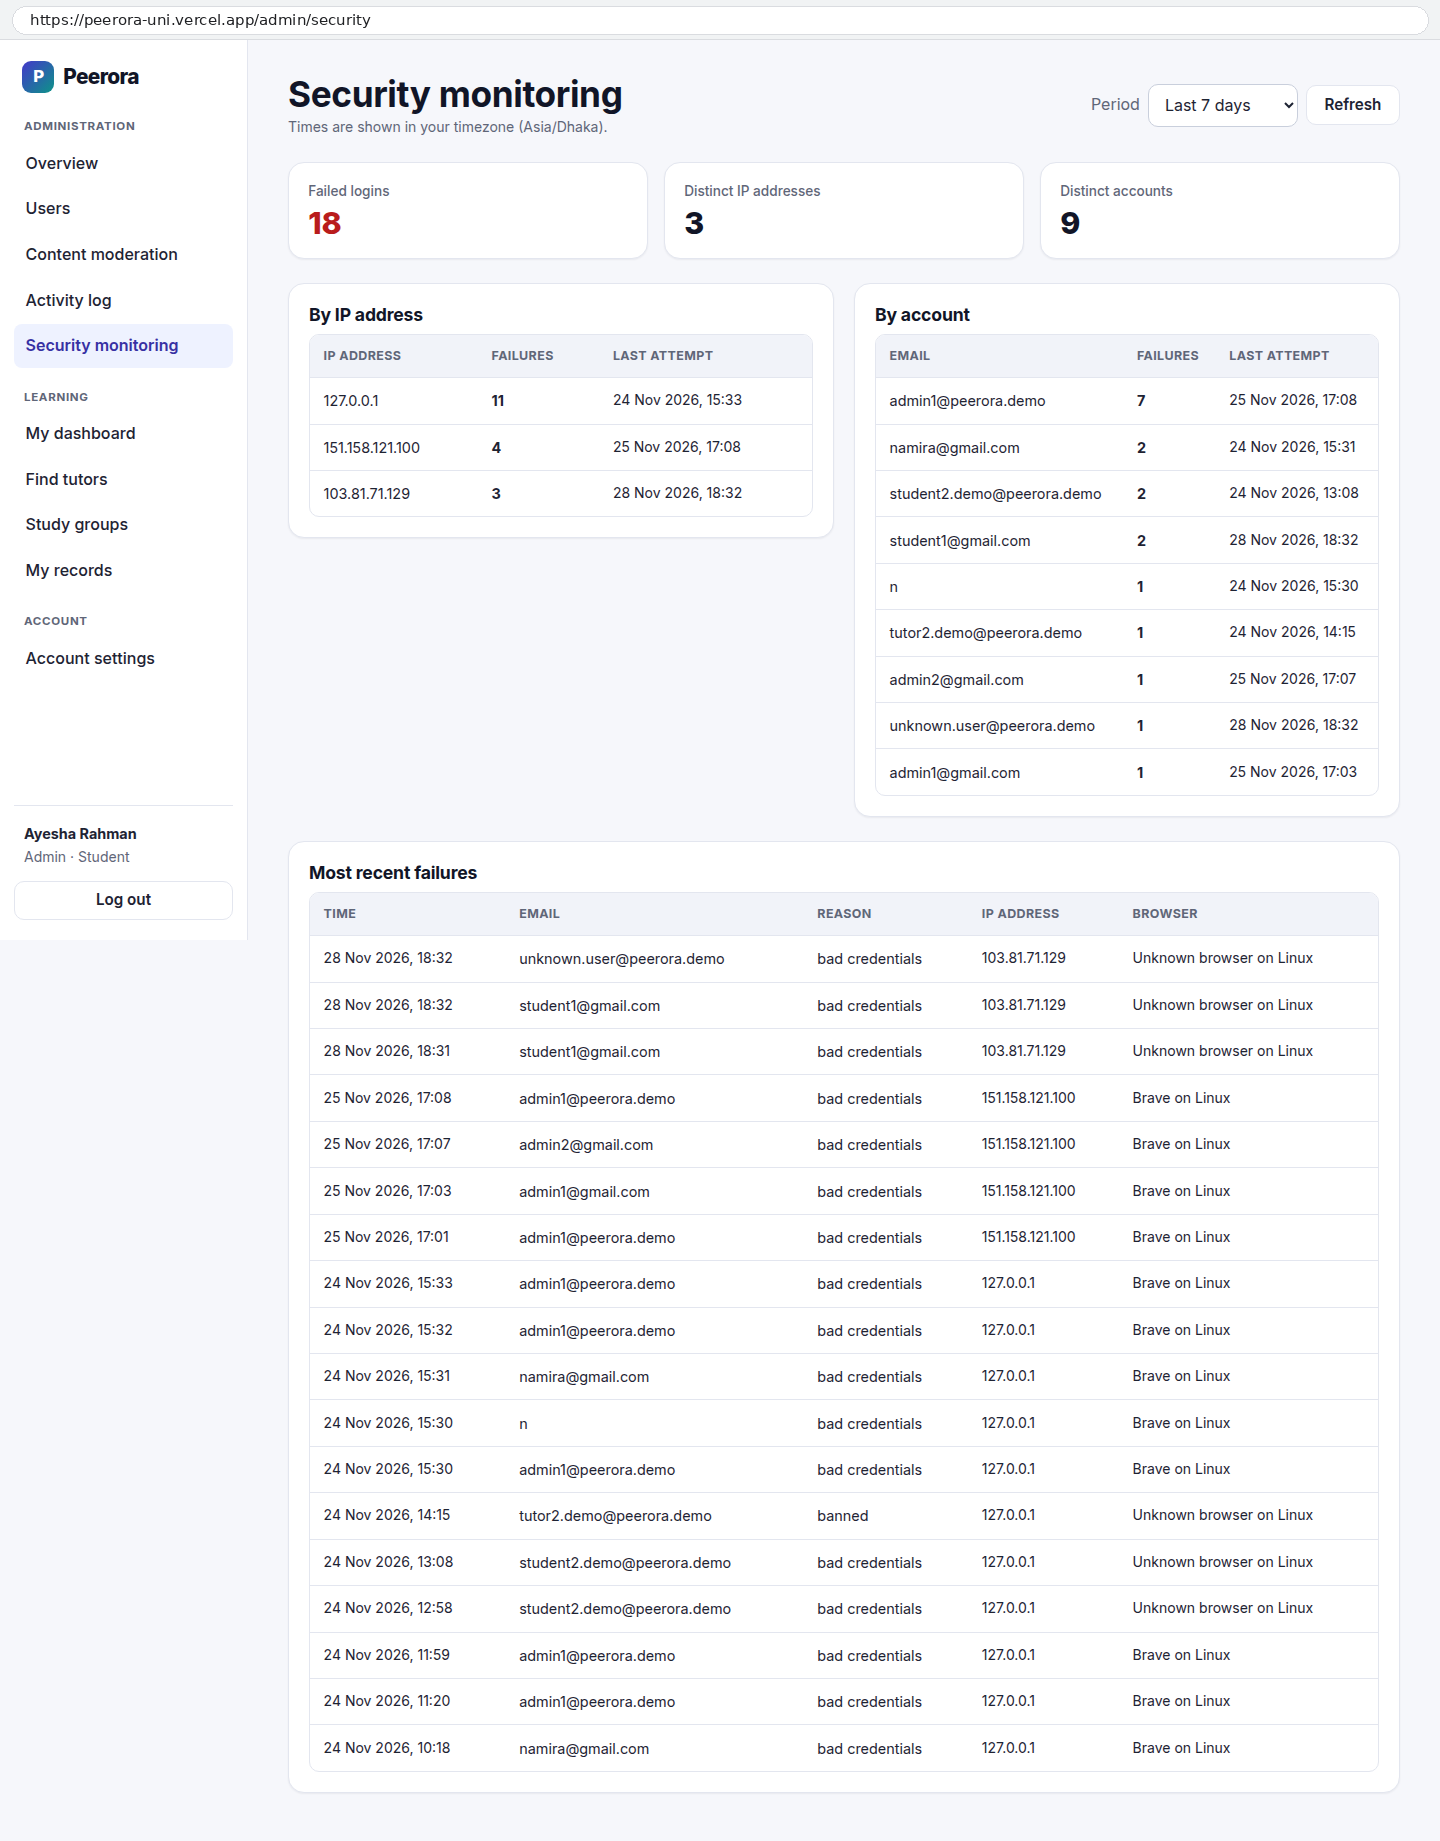 https://peerora-uni.vercel.app/admin/security
P Peerora
ADMINISTRATION
Overview
Users
Content moderation
Activity log
Security monitoring
LEARNING
My dashboard
Find tutors
Study groups
My records
ACCOUNT
Account settings
Ayesha Rahman
Admin · Student
Log out
Security monitoring
Times are shown in your timezone (Asia/Dhaka).
Period Last 7 days Refresh
Failed logins
18
Distinct IP addresses
3
Distinct accounts
9
By IP address
IP ADDRESS FAILURES LAST ATTEMPT
127.0.0.1 11 24 Nov 2026, 15:33
151.158.121.100 4 25 Nov 2026, 17:08
103.81.71.129 3 28 Nov 2026, 18:32
By account
EMAIL FAILURES LAST ATTEMPT
admin1@peerora.demo 7 25 Nov 2026, 17:08
namira@gmail.com 2 24 Nov 2026, 15:31
student2.demo@peerora.demo 2 24 Nov 2026, 13:08
student1@gmail.com 2 28 Nov 2026, 18:32
n 1 24 Nov 2026, 15:30
tutor2.demo@peerora.demo 1 24 Nov 2026, 14:15
admin2@gmail.com 1 25 Nov 2026, 17:07
unknown.user@peerora.demo 1 28 Nov 2026, 18:32
admin1@gmail.com 1 25 Nov 2026, 17:03
Most recent failures
TIME EMAIL REASON IP ADDRESS BROWSER
28 Nov 2026, 18:32 unknown.user@peerora.demo bad credentials 103.81.71.129 Unknown browser on Linux
28 Nov 2026, 18:32 student1@gmail.com bad credentials 103.81.71.129 Unknown browser on Linux
28 Nov 2026, 18:31 student1@gmail.com bad credentials 103.81.71.129 Unknown browser on Linux
25 Nov 2026, 17:08 admin1@peerora.demo bad credentials 151.158.121.100 Brave on Linux
25 Nov 2026, 17:07 admin2@gmail.com bad credentials 151.158.121.100 Brave on Linux
25 Nov 2026, 17:03 admin1@gmail.com bad credentials 151.158.121.100 Brave on Linux
25 Nov 2026, 17:01 admin1@peerora.demo bad credentials 151.158.121.100 Brave on Linux
24 Nov 2026, 15:33 admin1@peerora.demo bad credentials 127.0.0.1 Brave on Linux
24 Nov 2026, 15:32 admin1@peerora.demo bad credentials 127.0.0.1 Brave on Linux
24 Nov 2026, 15:31 namira@gmail.com bad credentials 127.0.0.1 Brave on Linux
24 Nov 2026, 15:30 n bad credentials 127.0.0.1 Brave on Linux
24 Nov 2026, 15:30 admin1@peerora.demo bad credentials 127.0.0.1 Brave on Linux
24 Nov 2026, 14:15 tutor2.demo@peerora.demo banned 127.0.0.1 Unknown browser on Linux
24 Nov 2026, 13:08 student2.demo@peerora.demo bad credentials 127.0.0.1 Unknown browser on Linux
24 Nov 2026, 12:58 student2.demo@peerora.demo bad credentials 127.0.0.1 Unknown browser on Linux
24 Nov 2026, 11:59 admin1@peerora.demo bad credentials 127.0.0.1 Brave on Linux
24 Nov 2026, 11:20 admin1@peerora.demo bad credentials 127.0.0.1 Brave on Linux
24 Nov 2026, 10:18 namira@gmail.com bad credentials 127.0.0.1 Brave on Linux